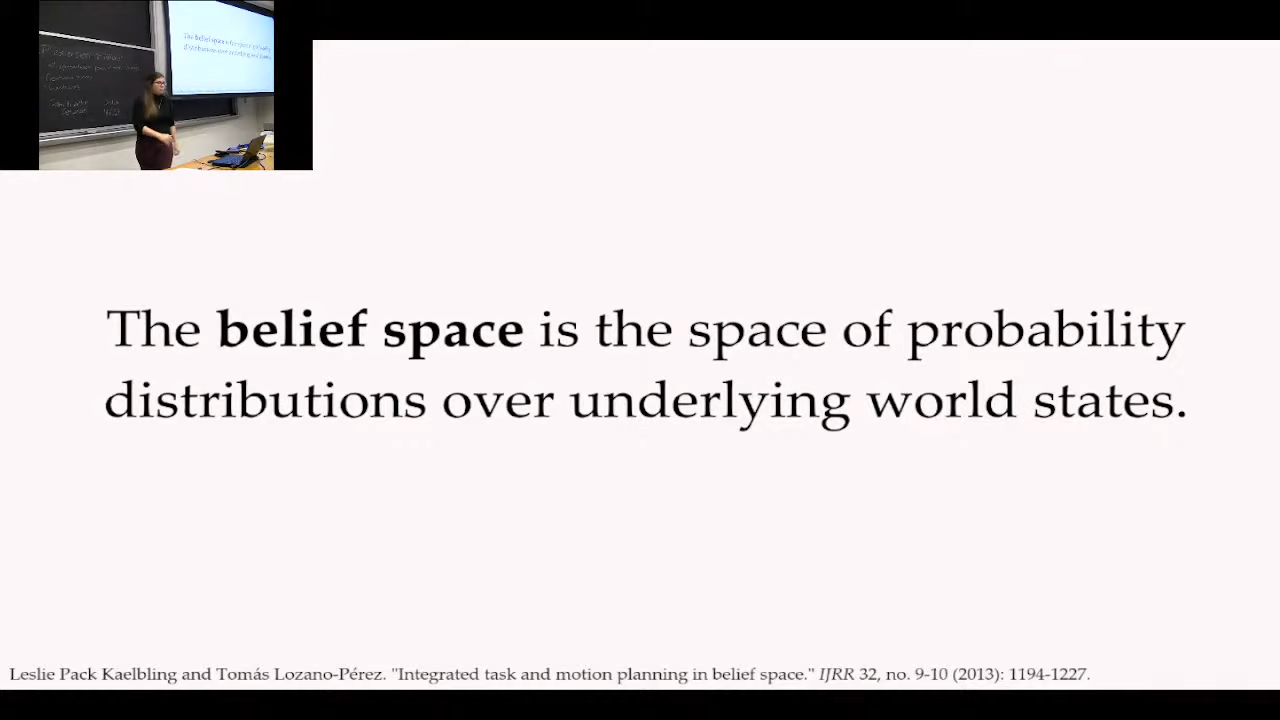 The belief space is the space of probability
distributions over underlying world states.
Leslie Pack Kaelbling and Tomás Lozano-Pérez. "Integrated task and motion planning in belief space." IJRR 32, no. 9-10 (2013): 1194-1227.